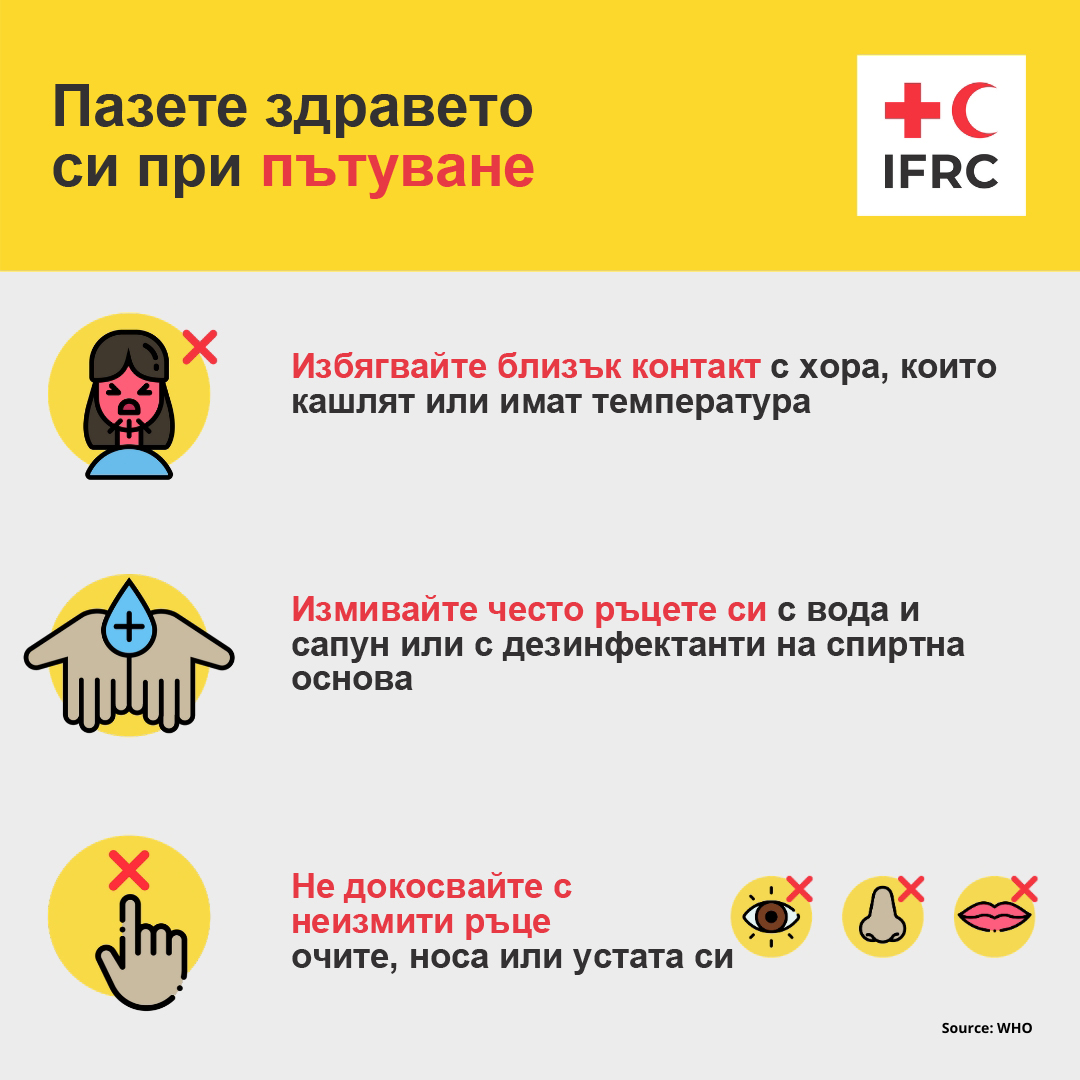 Пазете здравето
си при пътуване
IFRC
Избягвайте близък контакт с хора, които
кашлят или имат температура
Измивайте често ръцете си с вода и
сапун или с дезинфектанти на спиртна
основа
Не докосвайте с
неизмити ръце
очите, носа или устата си
Source: WHO